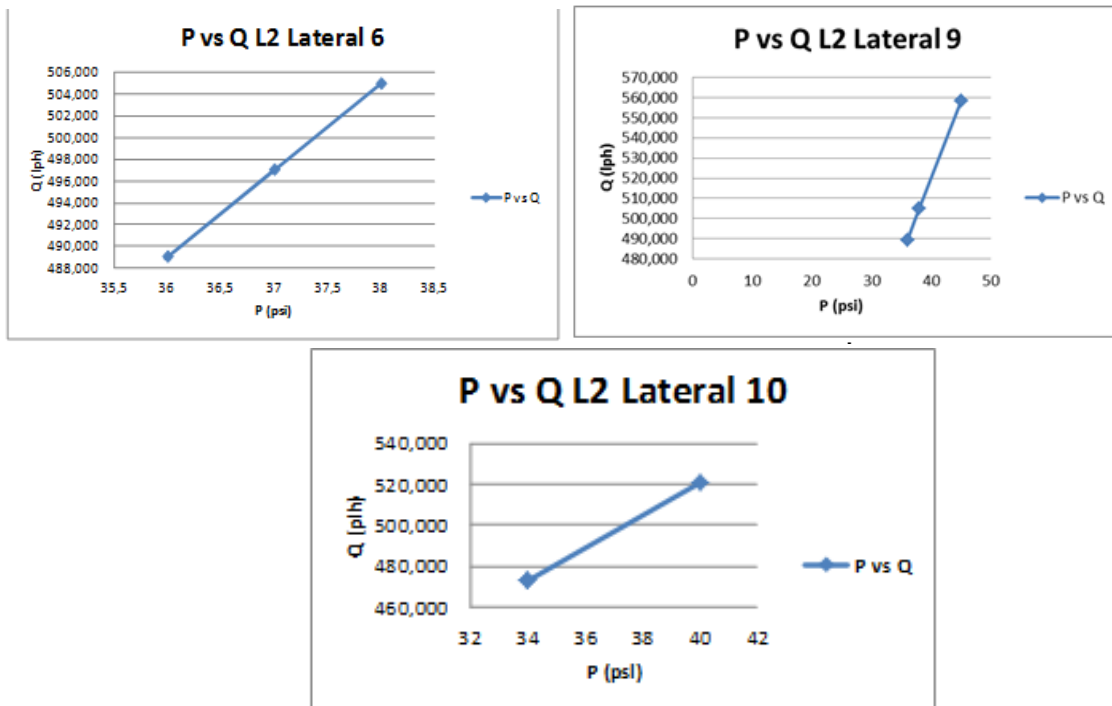 P vs Q L2 Lateral 6
506,000
504,000
502,000
500,000
498,000
496,000
494,000
492,000
490,000
488,000
Q (lph)
35,5 36 36,5 37 37,5 38 38,5
P (psi)
P vs Q
P vs Q L2 Lateral 9
570,000
560,000
550,000
540,000
530,000
520,000
510,000
500,000
490,000
480,000
Q (lph)
0 10 20 30 40 50
P (psi)
P vs Q
P vs Q L2 Lateral 10
540,000
520,000
500,000
480,000
460,000
Q (plh)
32 34 36 38 40 42
P (psI)
P vs Q